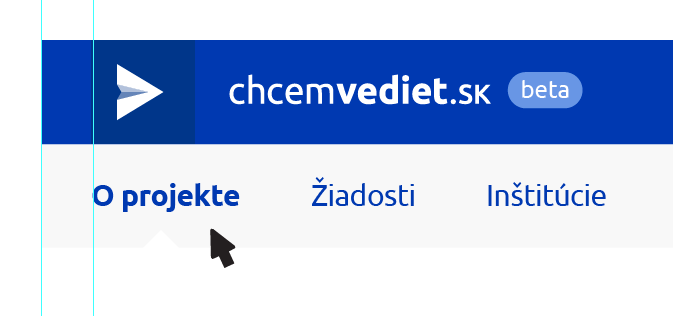 chcemvediet.sk beta
O projekte Žiadosti Inštitúcie